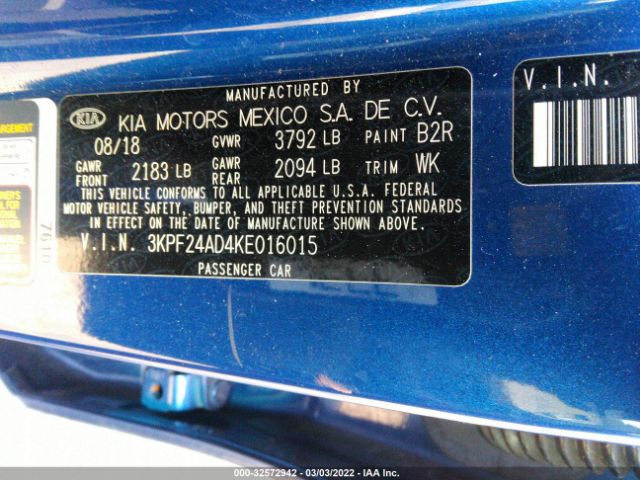 MANUFACTURED BY
KIA KIA MOTORS MEXICO S.A. DE C.V.
08/18 GVWR 3792 LB PAINT B2R
GAWR FRONT 2183 LB GAWR REAR 2094 LB TRIM WK
THIS VEHICLE CONFORMS TO ALL APPLICABLE U.S.A. FEDERAL
MOTOR VEHICLE SAFETY, BUMPER, AND THEFT PREVENTION STANDARDS
IN EFFECT ON THE DATE OF MANUFACTURE SHOWN ABOVE.
V.I.N. 3KPF24AD4KE016015
PASSENGER CAR
7610
V.I.N.
000-32572942 - 03/03/2022 - IAA Inc.